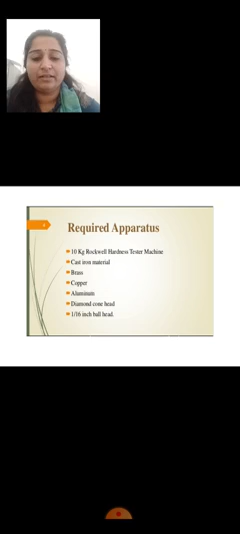 Required Apparatus
10 Kg Rockwell Hardness Tester Machine
Cast iron material
Brass
Copper
Diamond cone head
1/16 inch ball head.